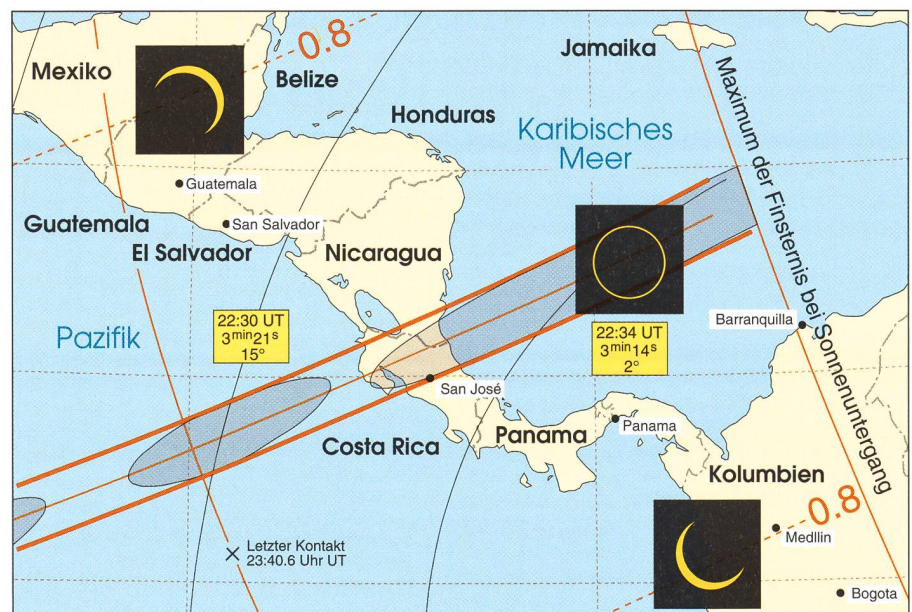 0.8
Jamaika
Mexiko
Belize
Maximum der Finsternis bei Sonnenuntergang
Honduras
Karibisches
Meer
Guatemala
Guatemala
San Salvador
El Salvador
Nicaragua
22:30 UT
3min21s
15°
Pazifik
22:34 UT
3min14s
2°
Barranquilla
San José
Costa Rica
Panama
Panama
Kolumbien
0.8
Medllin
Letzter Kontakt
23:40.6 Uhr UT
Bogota